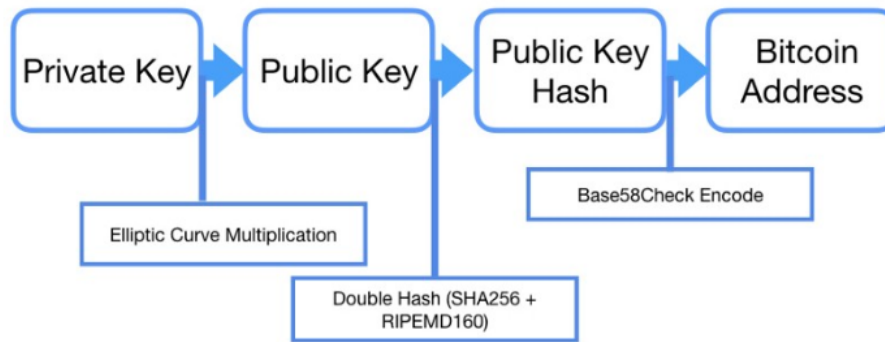 Private Key
Public Key
Public Key
Hash
Bitcoin
Address
Elliptic Curve Multiplication
Double Hash (SHA256 +
RIPEMD160)
Base58Check Encode